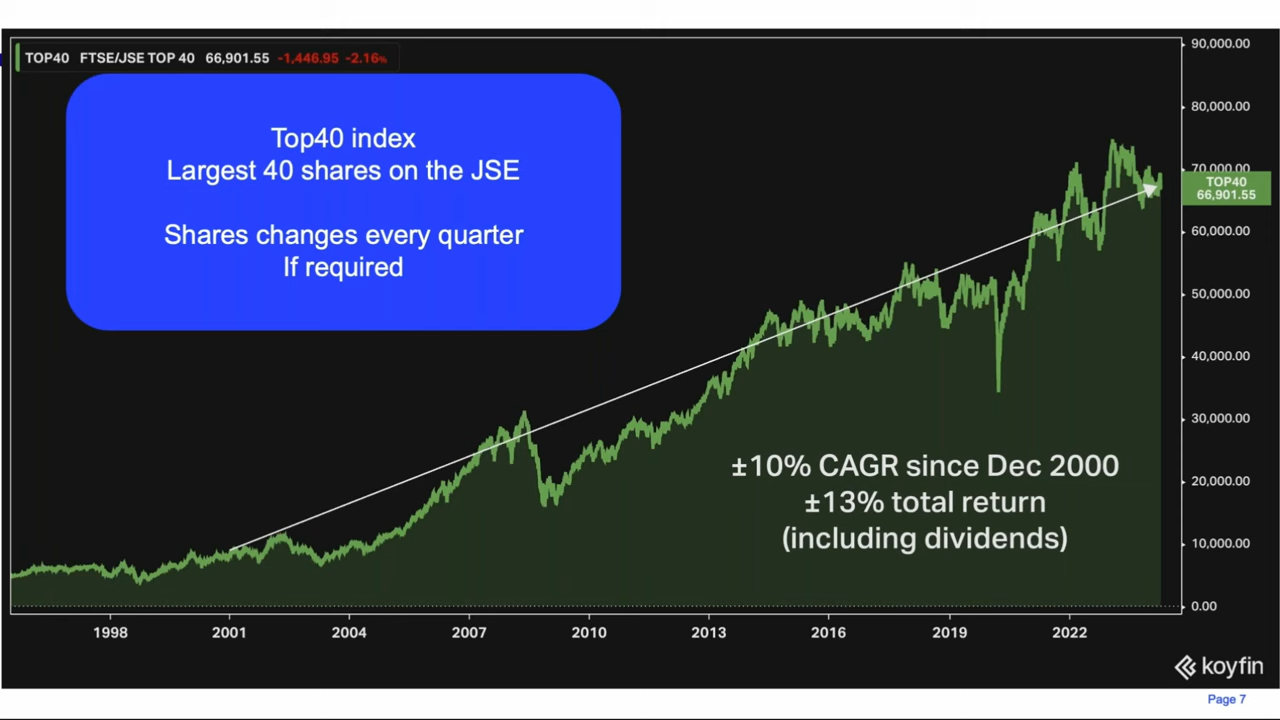 TOP40 FTSE/JSE TOP 40 66,901.55 -1,446.95 -2.16%
Top40 index
Largest 40 shares on the JSE
Shares changes every quarter
If required
90,000.00
80,000.00
70,000.00
TOP40
66,901.55
60,000.00
50,000.00
40,000.00
30,000.00
20,000.00
10,000.00
0.00
±10% CAGR since Dec 2000
±13% total return
(including dividends)
1998 2001 2004 2007 2010 2013 2016 2019 2022
koyfin
Page 7